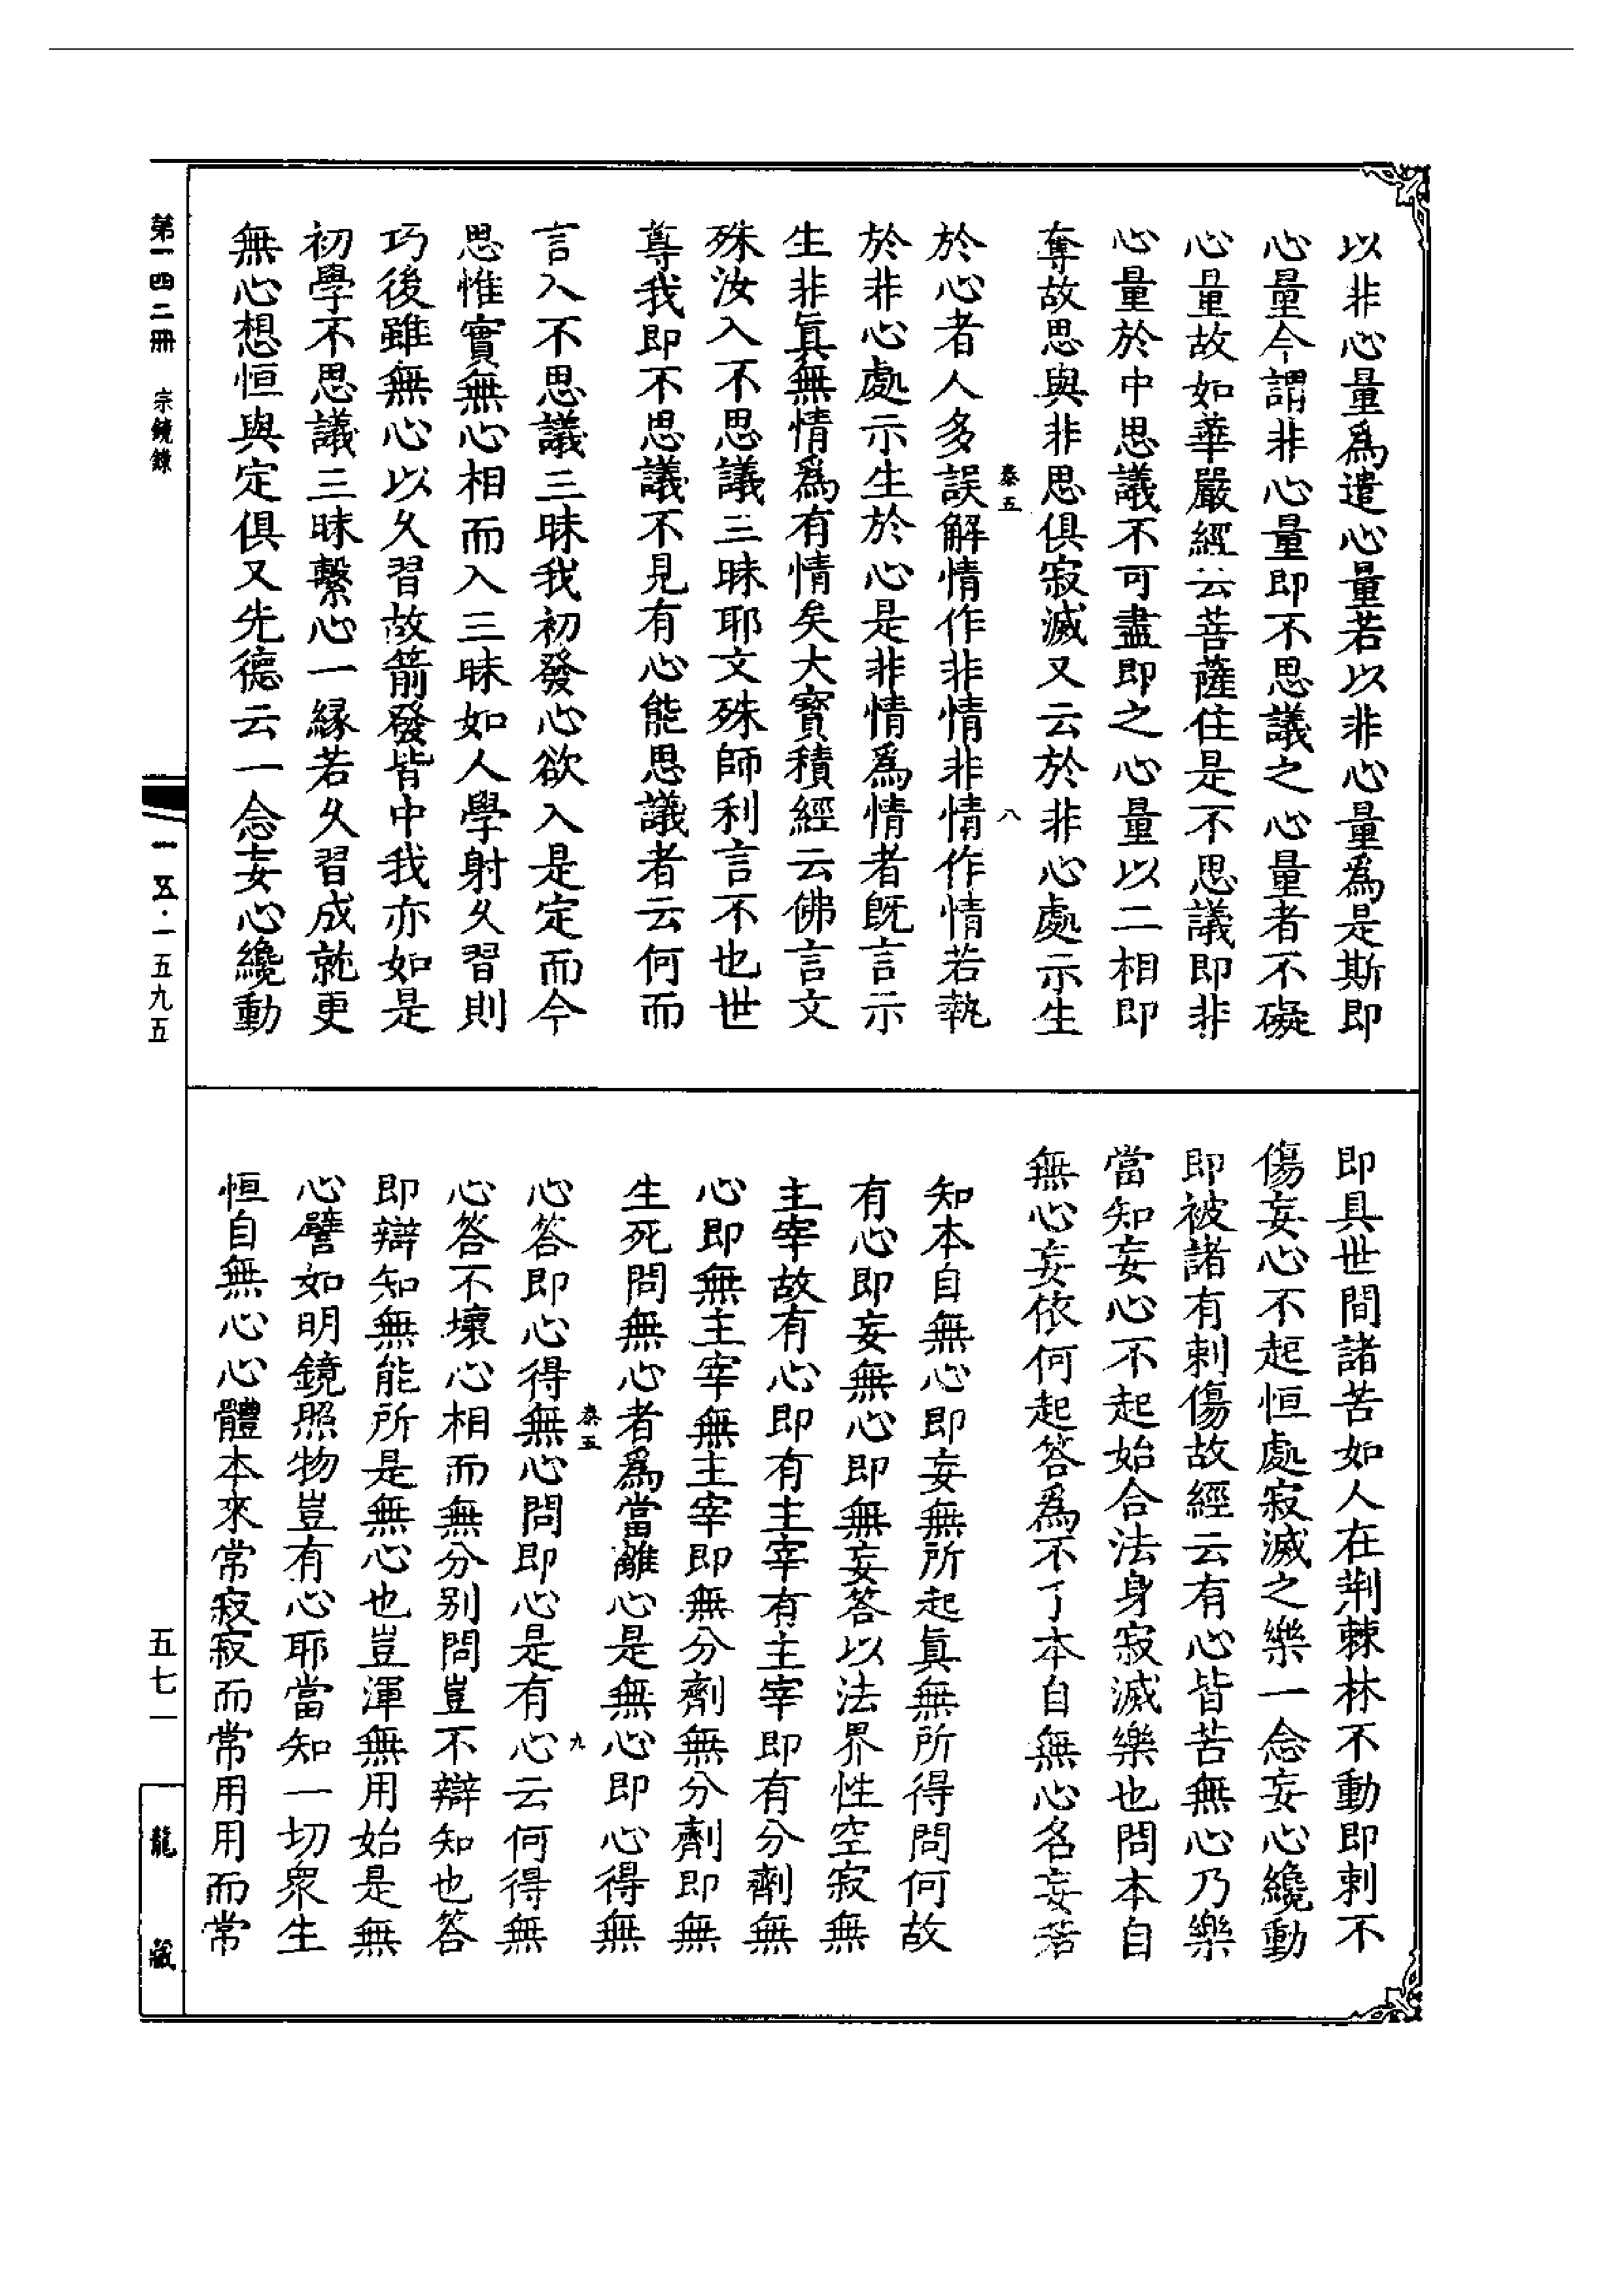 以非心量爲遣心量若以非心量爲是斯即
心量今謂非心量即不思議之心量者不礙
心量故如華嚴經云菩薩住是不思議即非
心量於中思議不可盡即之心量以二相即
奪故思與非思俱寂滅又云於非心處示生
於心者人多誤解情作非情非情作情若執
於非心處示生於心是非情爲情者既言示
生非眞無情爲有情矣大寳積經云佛言文
殊汝入不思議三昧耶文殊師利言不也世
尊我即不思議不見有心能思議者云何而
言入不思議三昧我初發心欲入是定而今
思惟實無心相而入三昧如人學射久習則
巧後雖無心以久習故箭發皆中我亦如是
初學不思議三昧繫心一緣若久習成就更
無心想恒與定俱又先德云一念妄心纔動
秦五
八
即具世間諸苦如人在荆棘林不動即刺不
傷妄心不起恒處寂滅之樂一念妄心纔動
即被諸有刺傷故經云有心皆苦無心乃樂
當知妄心不起始合法身寂滅樂也問本自
無心妄依何起答爲不了本自無心名妄若
知本自無心即妄無所起眞無所得問何故
有心即妄無心即無妄答以法界性空寂無
主宰故有心即有主宰有主宰即有分劑無
心即無主宰無主宰即無分劑無分劑即無
生死問無心者爲當離心是無心即心得無
心答即心得無心問即心是有心云何得無
心答不壞心相而無分別問豈不辯知也答
即辯知無能所是無心也豈渾無用始是無
心譬如明鏡照物豈有心耶當知一切衆生
恒自無心心體本來常寂寂而常用用而常
秦五
九
第一四二冊 宗鏡錄
一一五·一五九五
五七一
龍藏